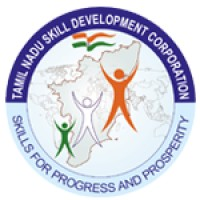 TAMIL NADU SKILL DEVELOPMENT CORPORATION
SKILLS FOR PROGRESS AND PROSPERITY